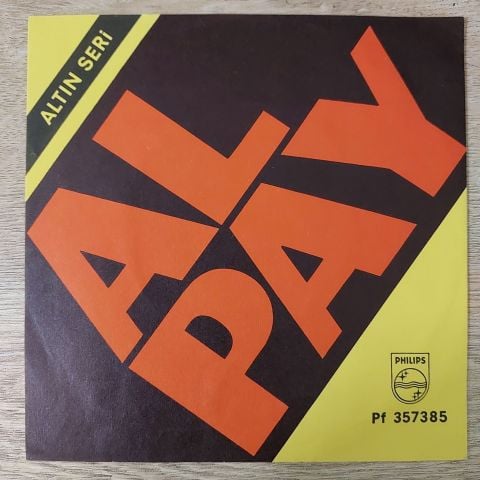 ALTIN SERİ
AL
PAY
PHILIPS
Pf 357385